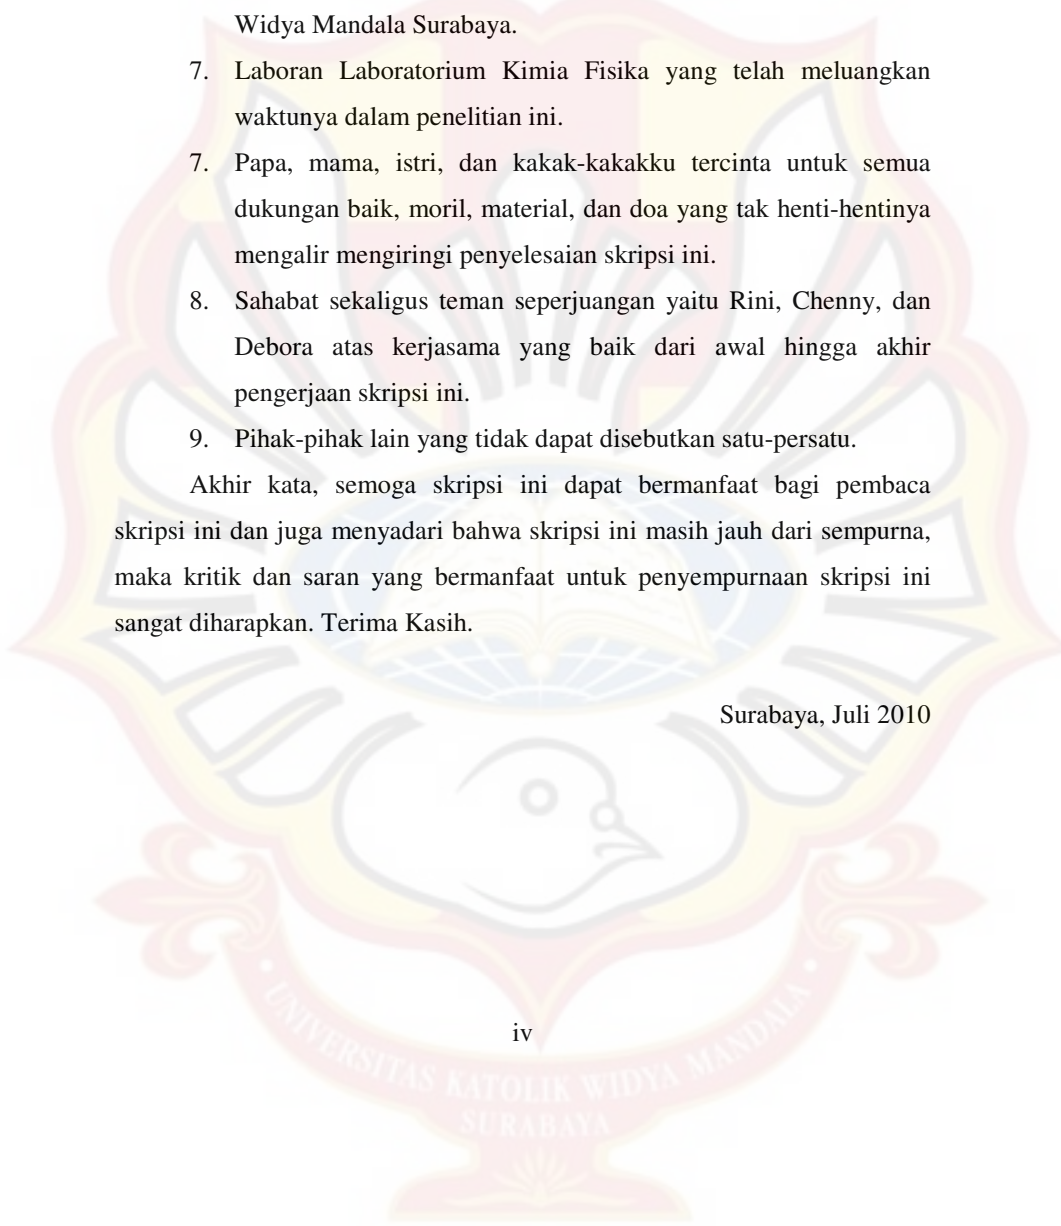 Widya Mandala Surabaya.
7. Laboran Laboratorium Kimia Fisika yang telah meluangkan
waktunya dalam penelitian ini.
7. Papa, mama, istri, dan kakak-kakakku tercinta untuk semua
dukungan baik, moril, material, dan doa yang tak henti-hentinya
mengalir mengiringi penyelesaian skripsi ini.
8. Sahabat sekaligus teman seperjuangan yaitu Rini, Chenny, dan
Debora atas kerjasama yang baik dari awal hingga akhir
pengerjaan skripsi ini.
9. Pihak-pihak lain yang tidak dapat disebutkan satu-persatu.
Akhir kata, semoga skripsi ini dapat bermanfaat bagi pembaca
skripsi ini dan juga menyadari bahwa skripsi ini masih jauh dari sempurna,
maka kritik dan saran yang bermanfaat untuk penyempurnaan skripsi ini
sangat diharapkan. Terima Kasih.
Surabaya, Juli 2010
iv
UNIVERSITAS KATOLIK WIDYA MANDALA
SURABAYA